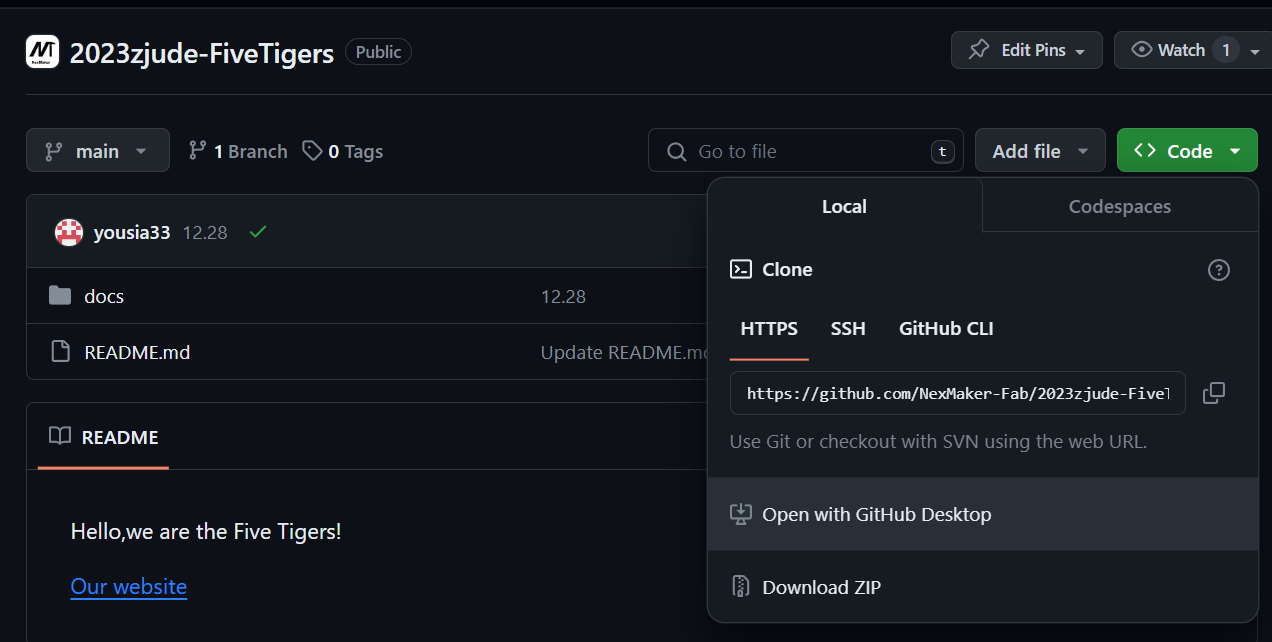 2023zjude-FiveTigers Public Edit Pins Watch 1
main 1 Branch 0 Tags Go to file t Add file Code
yousia33 12.28
docs 12.28
README.md Update README.m
README
Hello,we are the Five Tigers!
Our website
Local Codespaces
Clone
HTTPS SSH GitHub CLI
https://github.com/NexMaker-Fab/2023zjude-Five
Use Git or checkout with SVN using the web URL.
Open with GitHub Desktop
Download ZIP